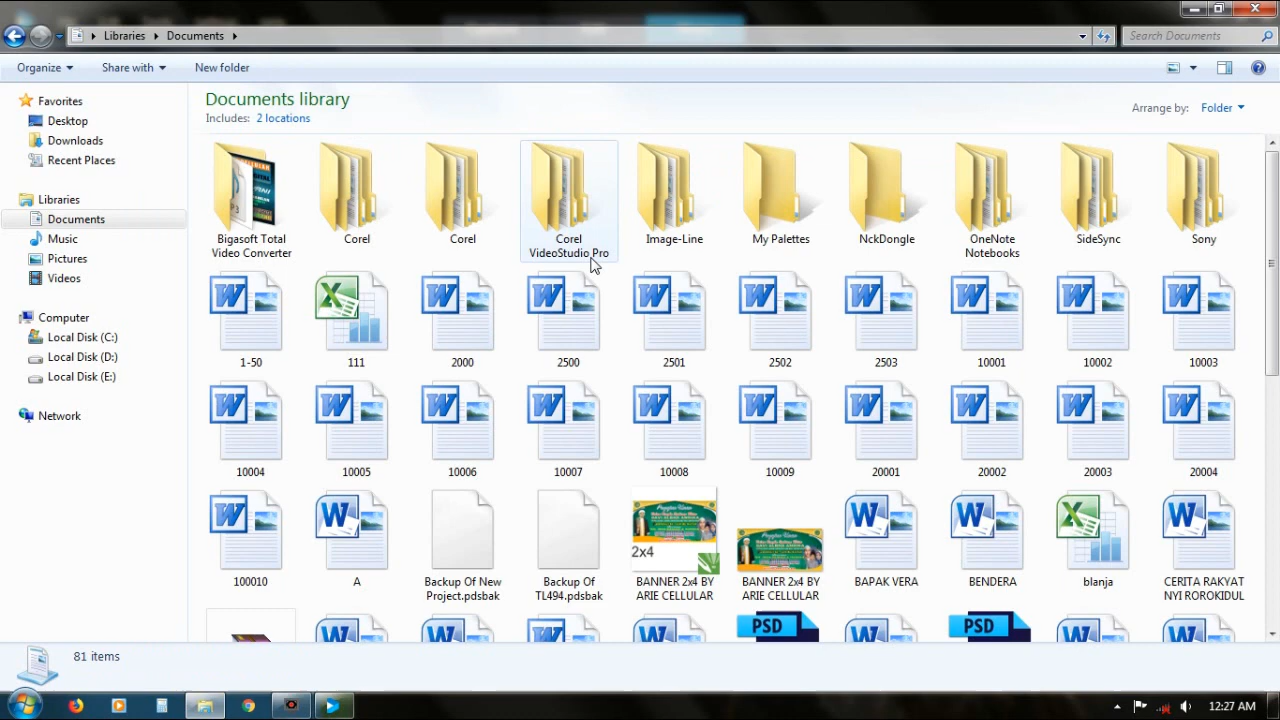 Libraries Documents
Search Documents
Organize Share with New folder
Documents library
Includes: 2 locations
Arrange by: Folder
Favorites
Desktop
Downloads
Recent Places
Libraries
Documents
Music
Pictures
Videos
Computer
Local Disk (C:)
Local Disk (D:)
Local Disk (E:)
Network
Bigasoft Total
Video Converter
Corel
Corel
Corel
VideoStudio Pro
Image-Line
My Palettes
NckDongle
OneNote
Notebooks
SideSync
Sony
1-50
111
2000
2500
2501
2502
2503
10001
10002
10003
10004
10005
10006
10007
10008
10009
20001
20002
20003
20004
100010
A
Backup Of New
Project.pdsbak
Backup Of
TL494.pdsbak
2x4
BANNER 2x4 BY
ARIE CELLULAR
BANNER 2x4 BY
ARIE CELLULAR
BAPAK VERA
BENDERA
blanja
CERITA RAKYAT
NYI ROROKIDUL
PSD
PSD
81 items
12:27 AM